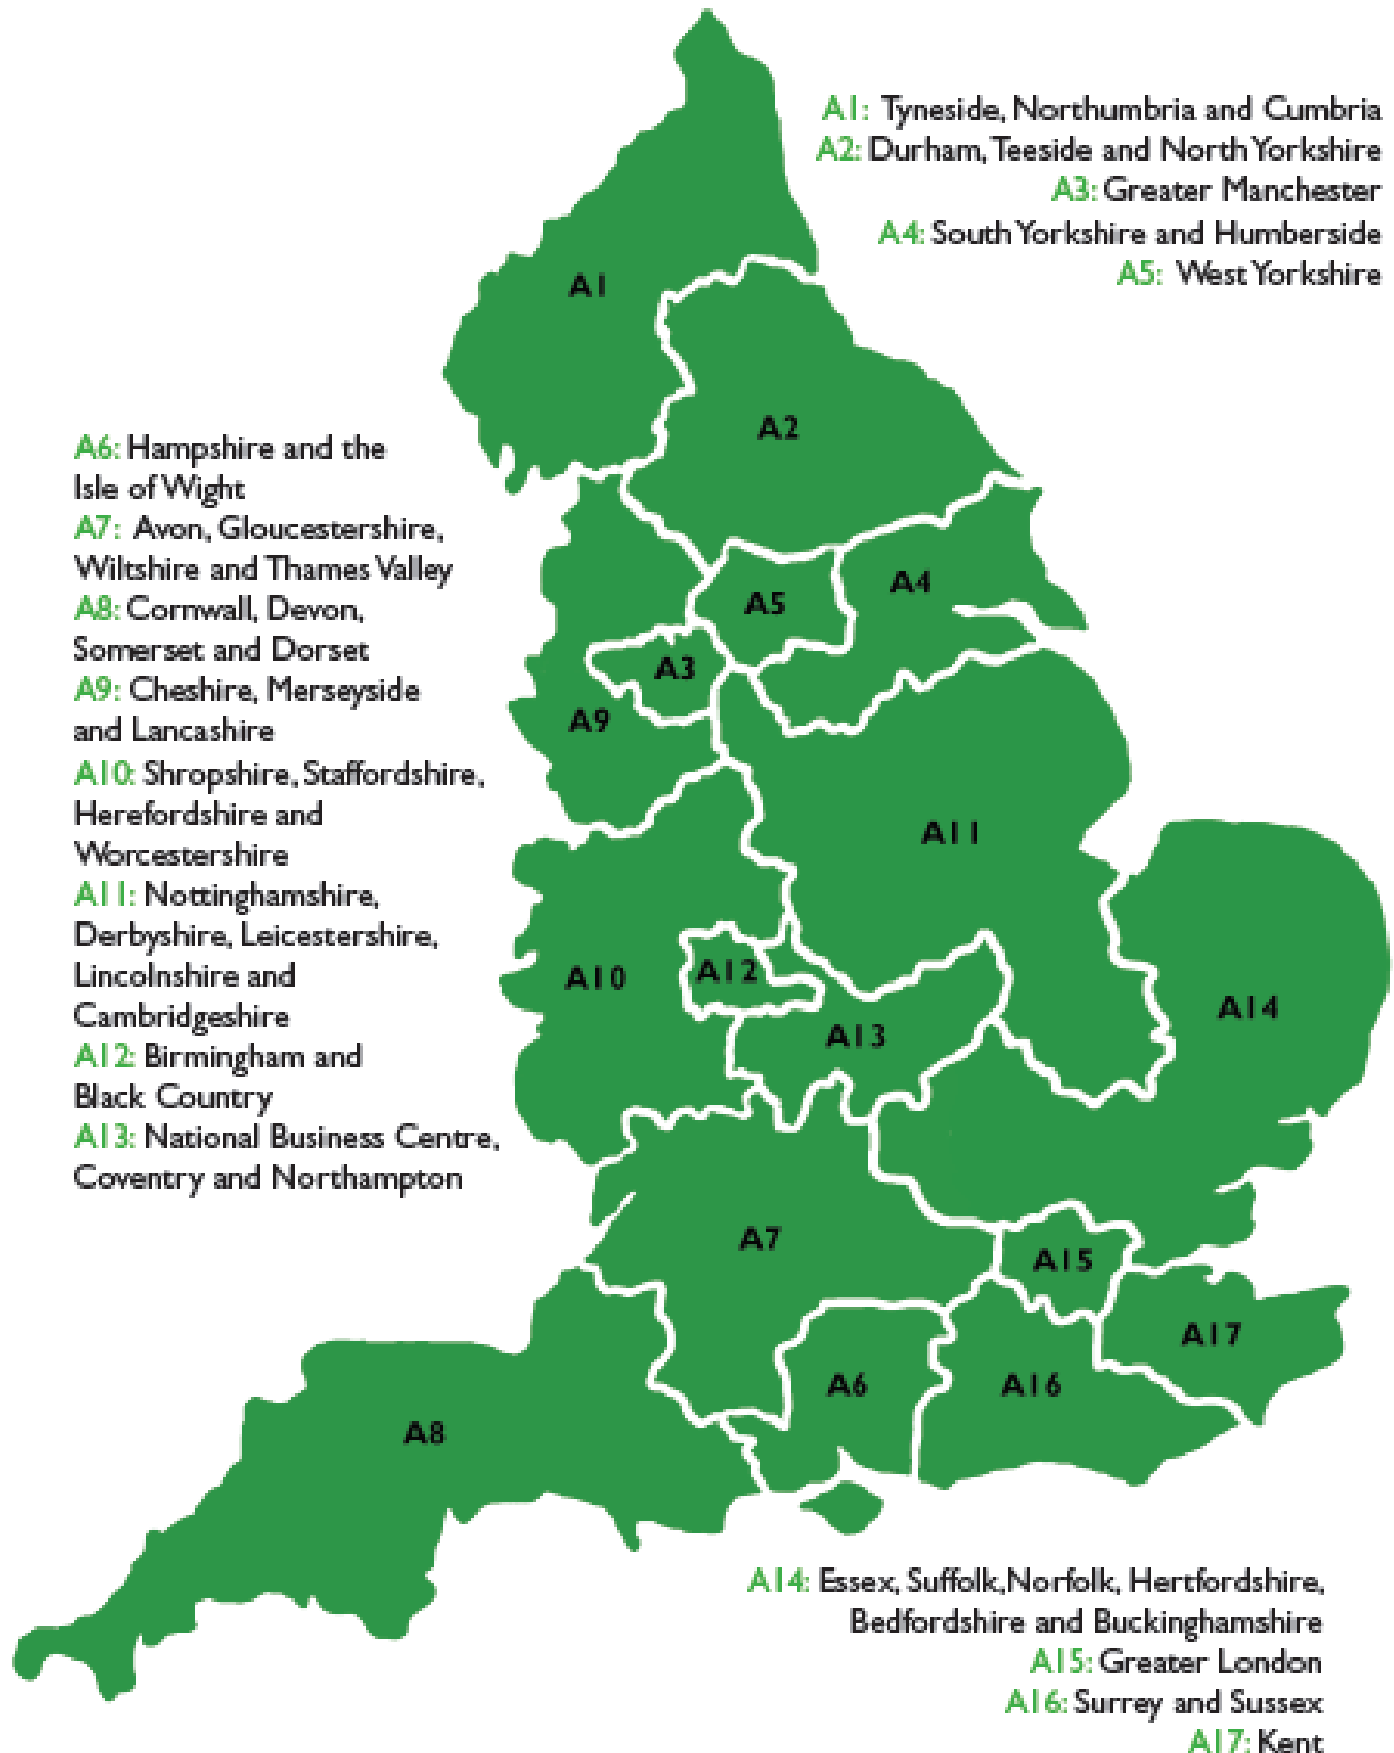 A1: Tyneside, Northumbria and Cumbria
A2: Durham, Teeside and North Yorkshire
A3: Greater Manchester
A4: South Yorkshire and Humberside
A5: West Yorkshire
A1
A2
A6: Hampshire and the
Isle of Wight
A7: Avon, Gloucestershire,
Wiltshire and Thames Valley
A8: Cornwall, Devon,
Somerset and Dorset
A9: Cheshire, Merseyside
and Lancashire
A10: Shropshire, Staffordshire,
Herefordshire and
Worcestershire
A11: Nottinghamshire,
Derbyshire, Leicestershire,
Lincolnshire and
Cambridgeshire
A12: Birmingham and
Black Country
A13: National Business Centre,
Coventry and Northampton
A4
A5
A3
A9
A11
A12
A10
A14
A13
A7
A15
A17
A6
A16
A8
A14: Essex, Suffolk,Norfolk, Hertfordshire,
Bedfordshire and Buckinghamshire
A15: Greater London
A16: Surrey and Sussex
A17: Kent